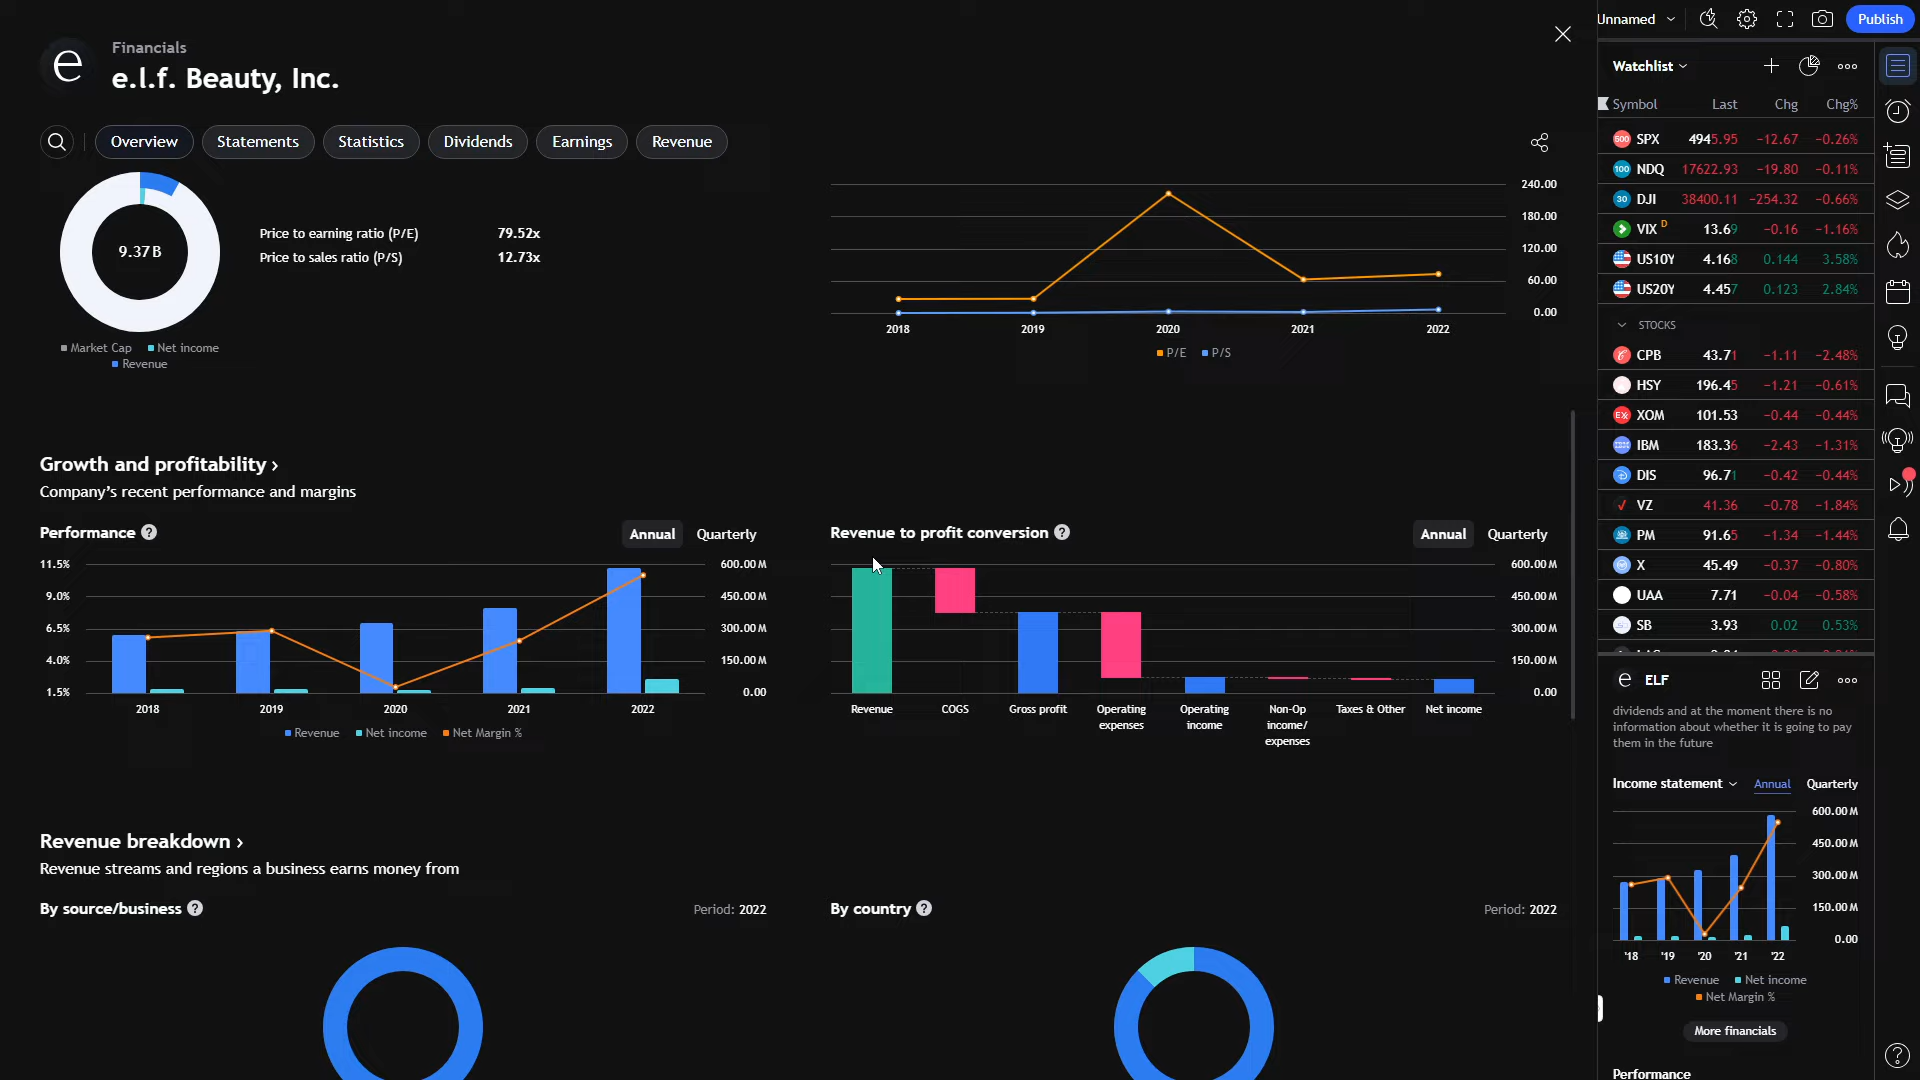 Financials
e.l.f. Beauty, Inc.
Overview Statements Statistics Dividends Earnings Revenue
9.37B
Price to earning ratio (P/E) 79.52x
Price to sales ratio (P/S) 12.73x
Market Cap Net income
Revenue
240.00
180.00
120.00
60.00
0.00
2018 2019 2020 2021 2022
P/E P/S
Growth and profitability ›
Company's recent performance and margins
Performance ?
Annual Quarterly
11.5% 600.00M
9.0% 450.00M
6.5% 300.00M
4.0% 150.00M
1.5% 0.00
2018 2019 2020 2021 2022
Revenue Net income Net Margin %
Revenue to profit conversion ?
Annual Quarterly
600.00M
450.00M
300.00M
150.00M
0.00
Revenue COGS Gross profit Operating expenses Operating income Non-Op income/ expenses Taxes & Other Net income
Revenue breakdown ›
Revenue streams and regions a business earns money from
By source/business ? Period: 2022
By country ? Period: 2022
Unnamed Publish
Watchlist
Symbol Last Chg Chg%
SPX 4945.95 −12.67 −0.26%
NDQ 17622.93 −19.80 −0.11%
DJI 38400.11 −254.32 −0.66%
VIX D 13.69 −0.16 −1.16%
US10Y 4.168 0.144 3.58%
US20Y 4.457 0.123 2.84%
STOCKS
CPB 43.71 −1.11 −2.48%
HSY 196.45 −1.21 −0.61%
XOM 101.53 −0.44 −0.44%
IBM 183.36 −2.43 −1.31%
DIS 96.71 −0.42 −0.44%
VZ 41.36 −0.78 −1.84%
PM 91.65 −1.34 −1.44%
X 45.49 −0.37 −0.80%
UAA 7.71 −0.04 −0.58%
SB 3.93 0.02 0.53%
ELF
dividends and at the moment there is no
information about whether it is going to pay
them in the future
Income statement Annual Quarterly
600.00M
450.00M
300.00M
150.00M
0.00
'18 '19 '20 '21 '22
Revenue Net income
Net Margin %
More financials
Performance